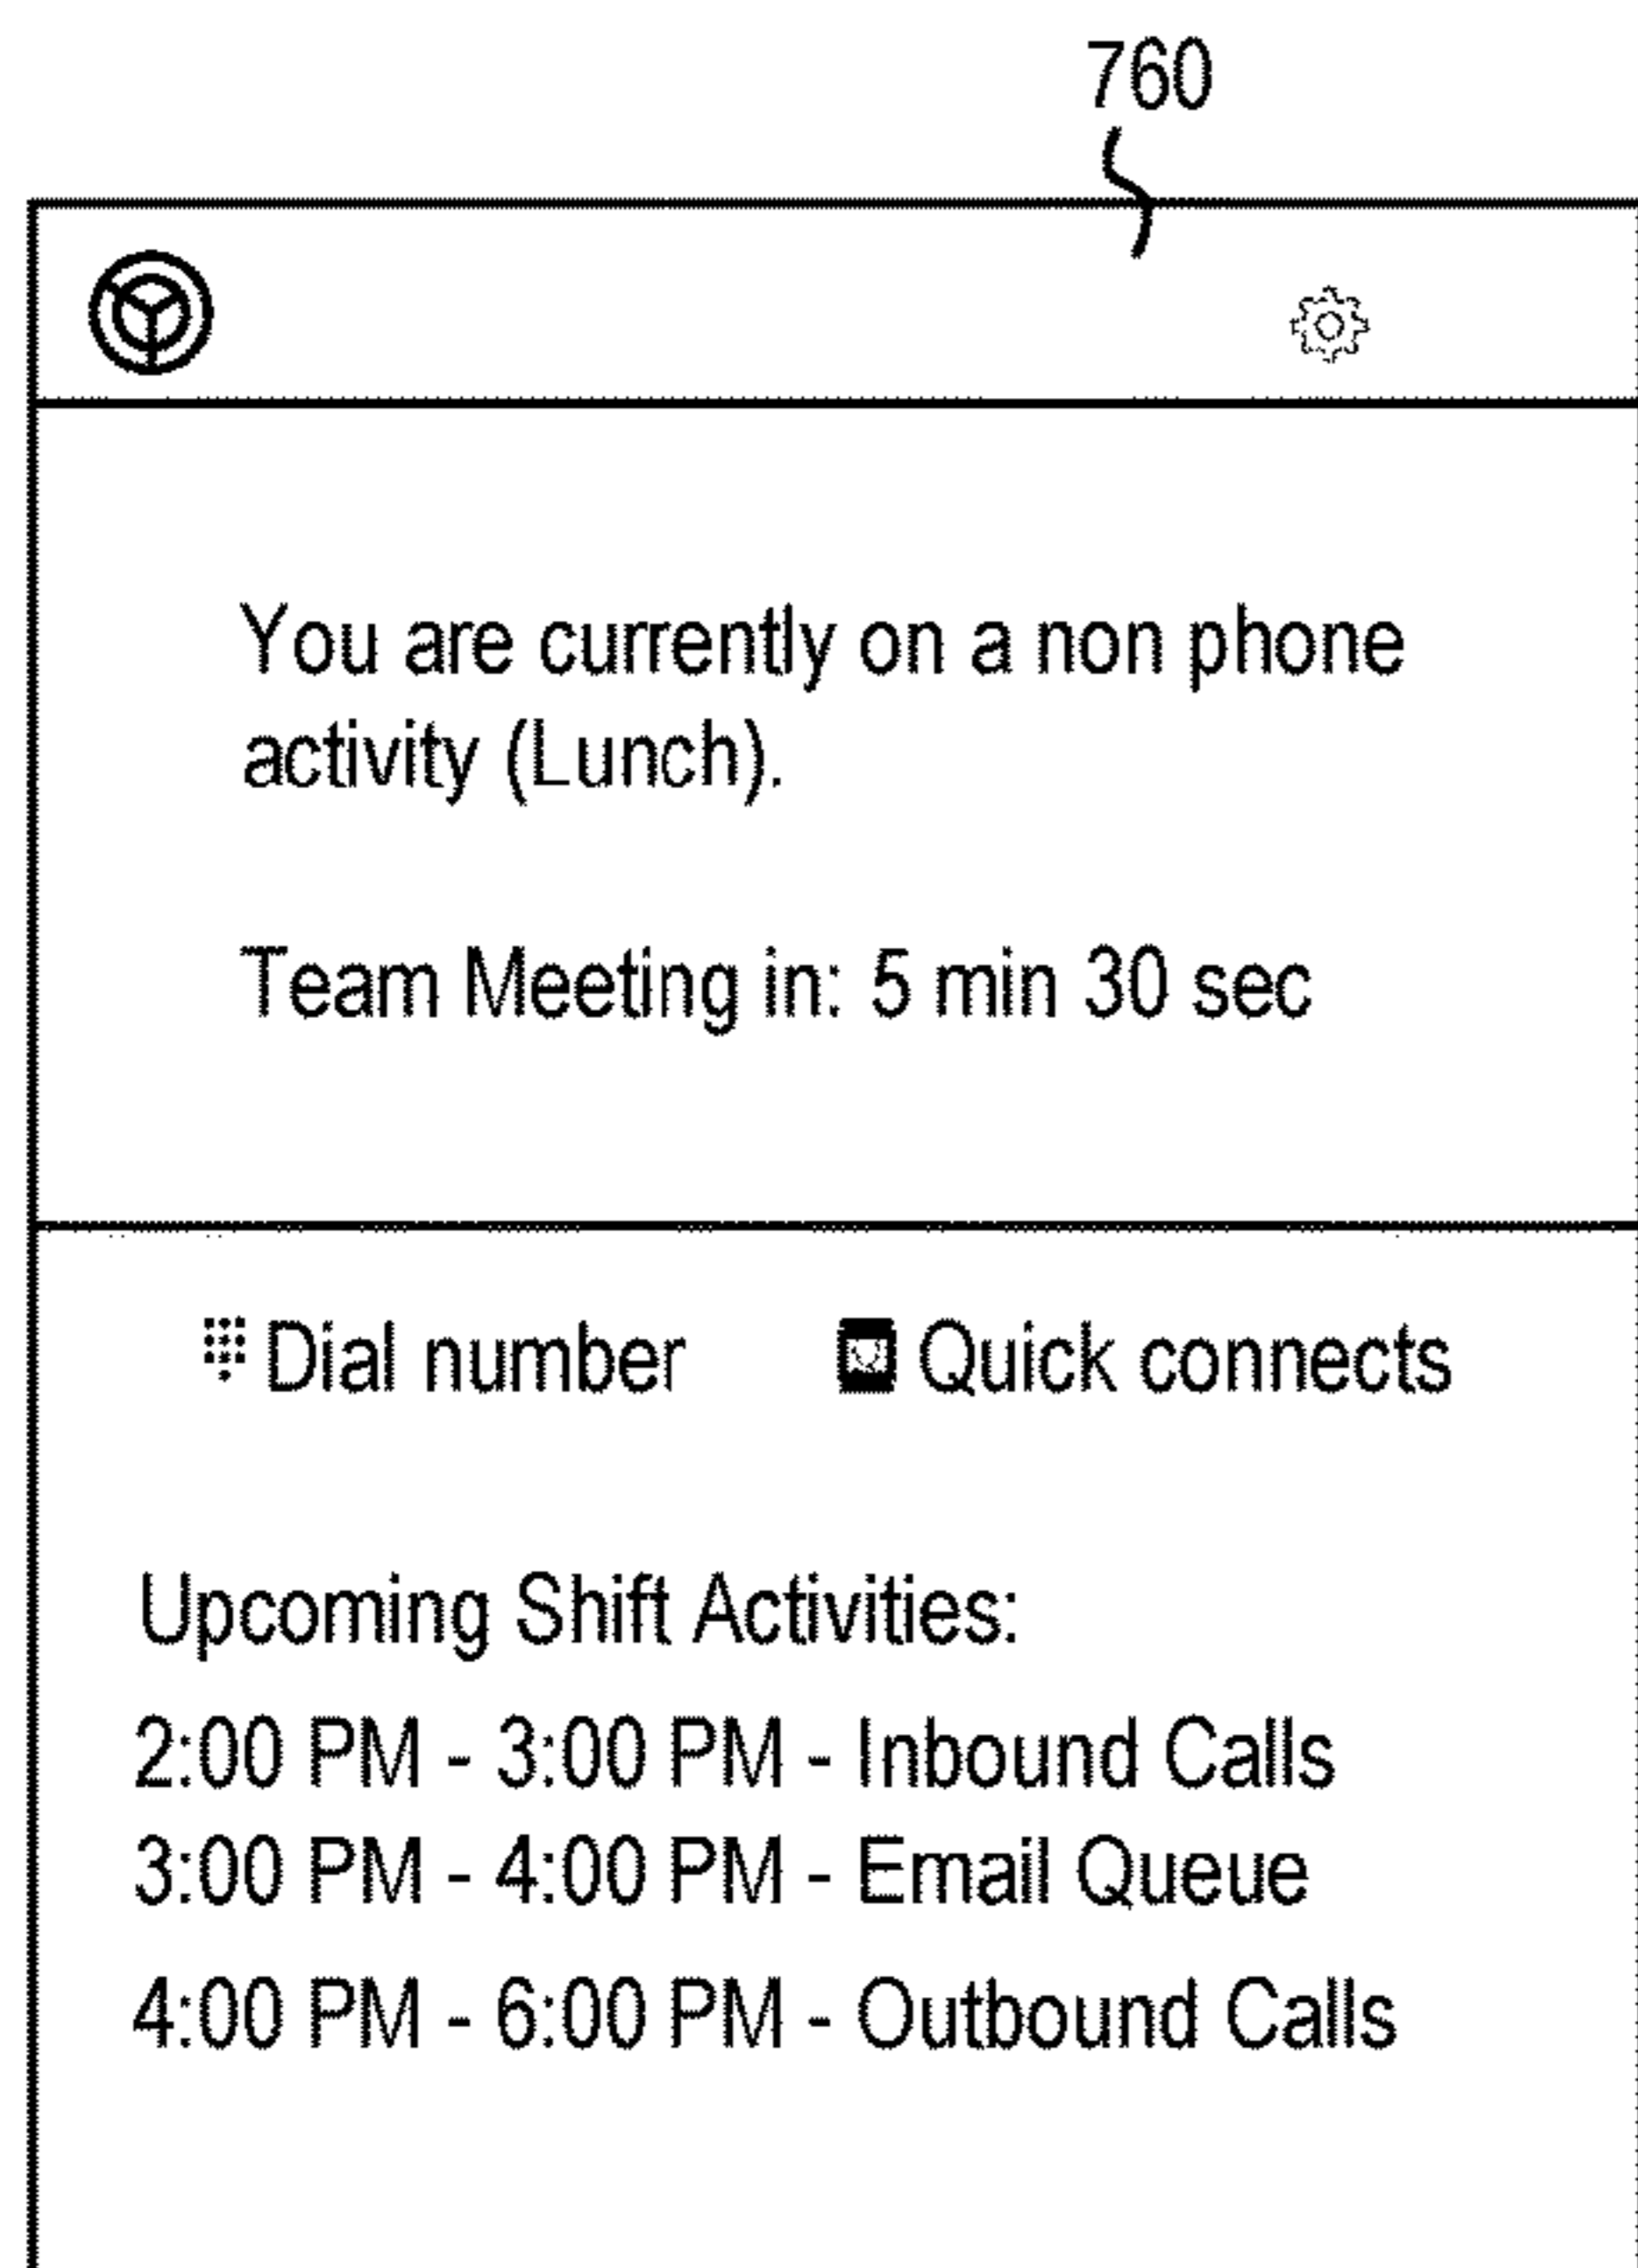 760
You are currently on a non phone
activity (Lunch).
Team Meeting in: 5 min 30 sec
Dial number
Quick connects
Upcoming Shift Activities:
2:00 PM - 3:00 PM - Inbound Calls
3:00 PM - 4:00 PM - Email Queue
4:00 PM - 6:00 PM - Outbound Calls